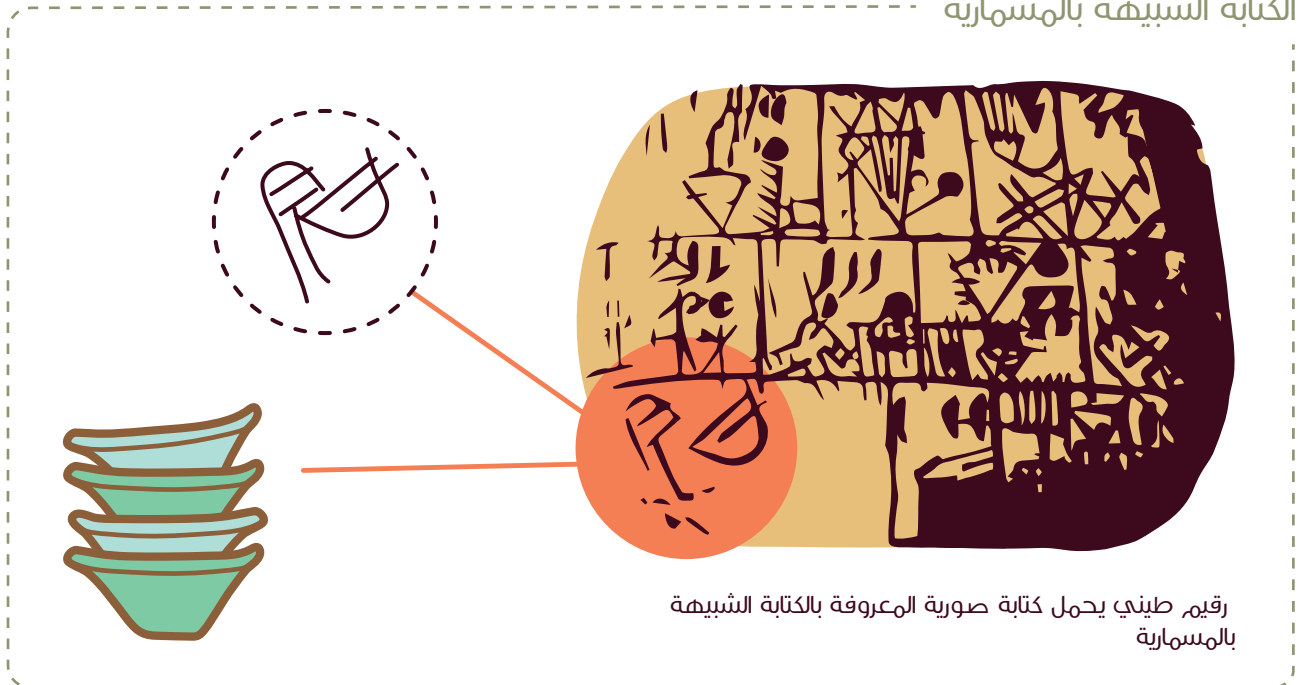 الكتابة الشبيهة بالمسمارية
رقيم طيني يحمل كتابة صورية المعروفة بالكتابة الشبيهة
بالمسمارية